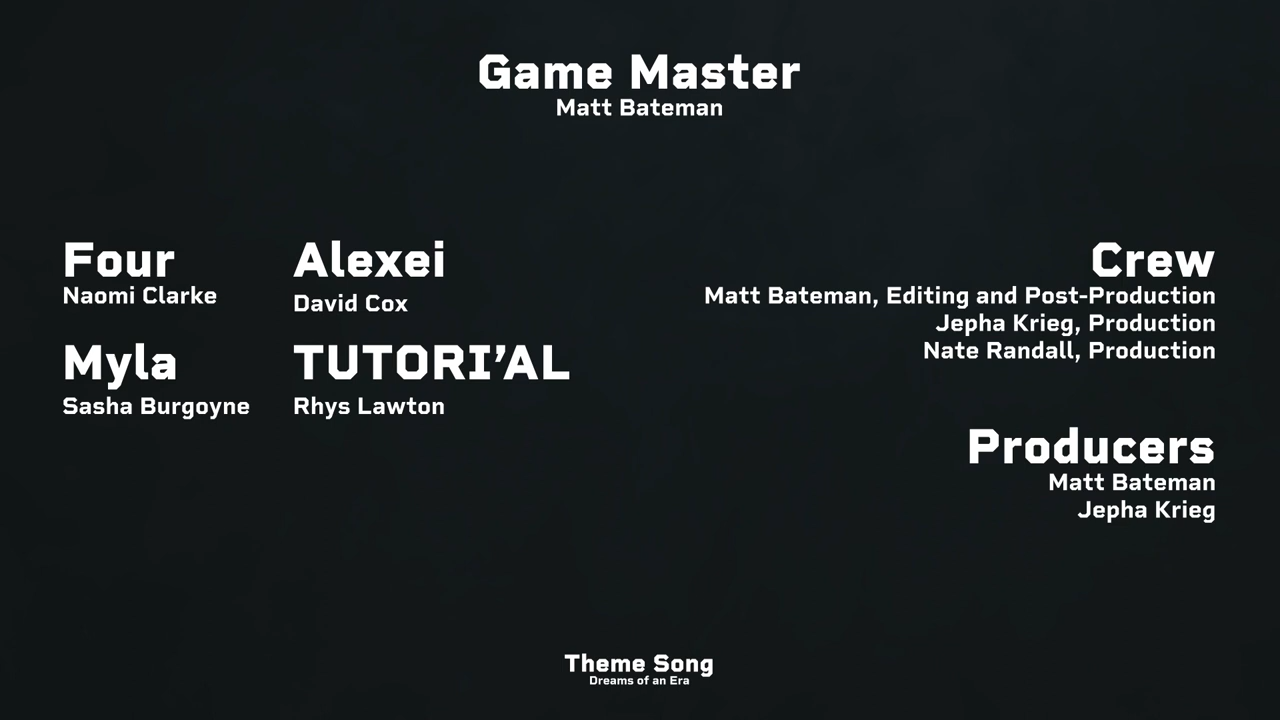 Game Master
Matt Bateman
Four
Naomi Clarke
Alexei
David Cox
Myla
Sasha Burgoyne
TUTORI’AL
Rhys Lawton
Crew
Matt Bateman, Editing and Post-Production
Jepha Krieg, Production
Nate Randall, Production
Producers
Matt Bateman
Jepha Krieg
Theme Song
Dreams of an Era